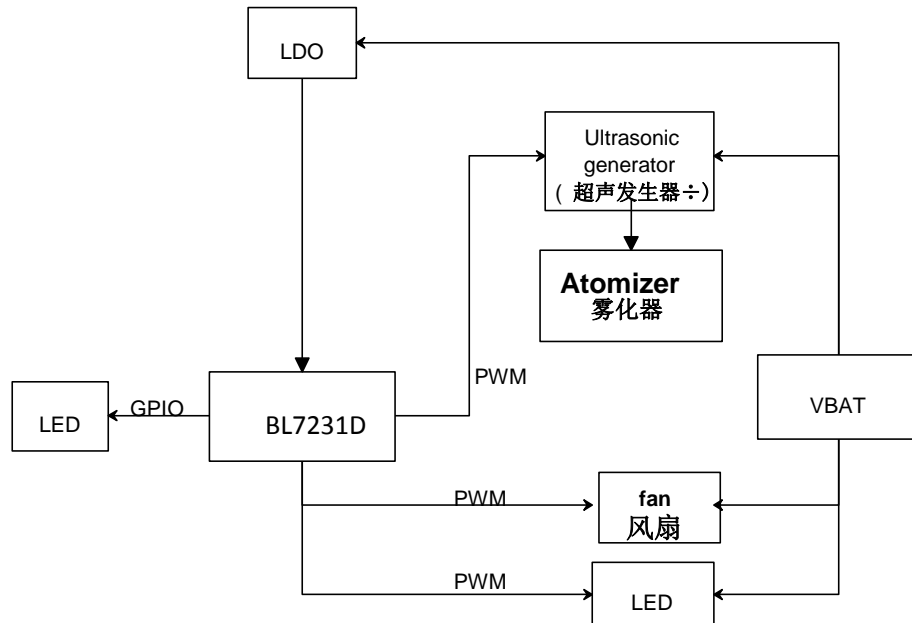 LDO
Ultrasonic
generator
( 超声发生器÷)
Atomizer
雾化器
PWM
VBAT
LED
GPIO
BL7231D
PWM
fan
风扇
PWM
LED